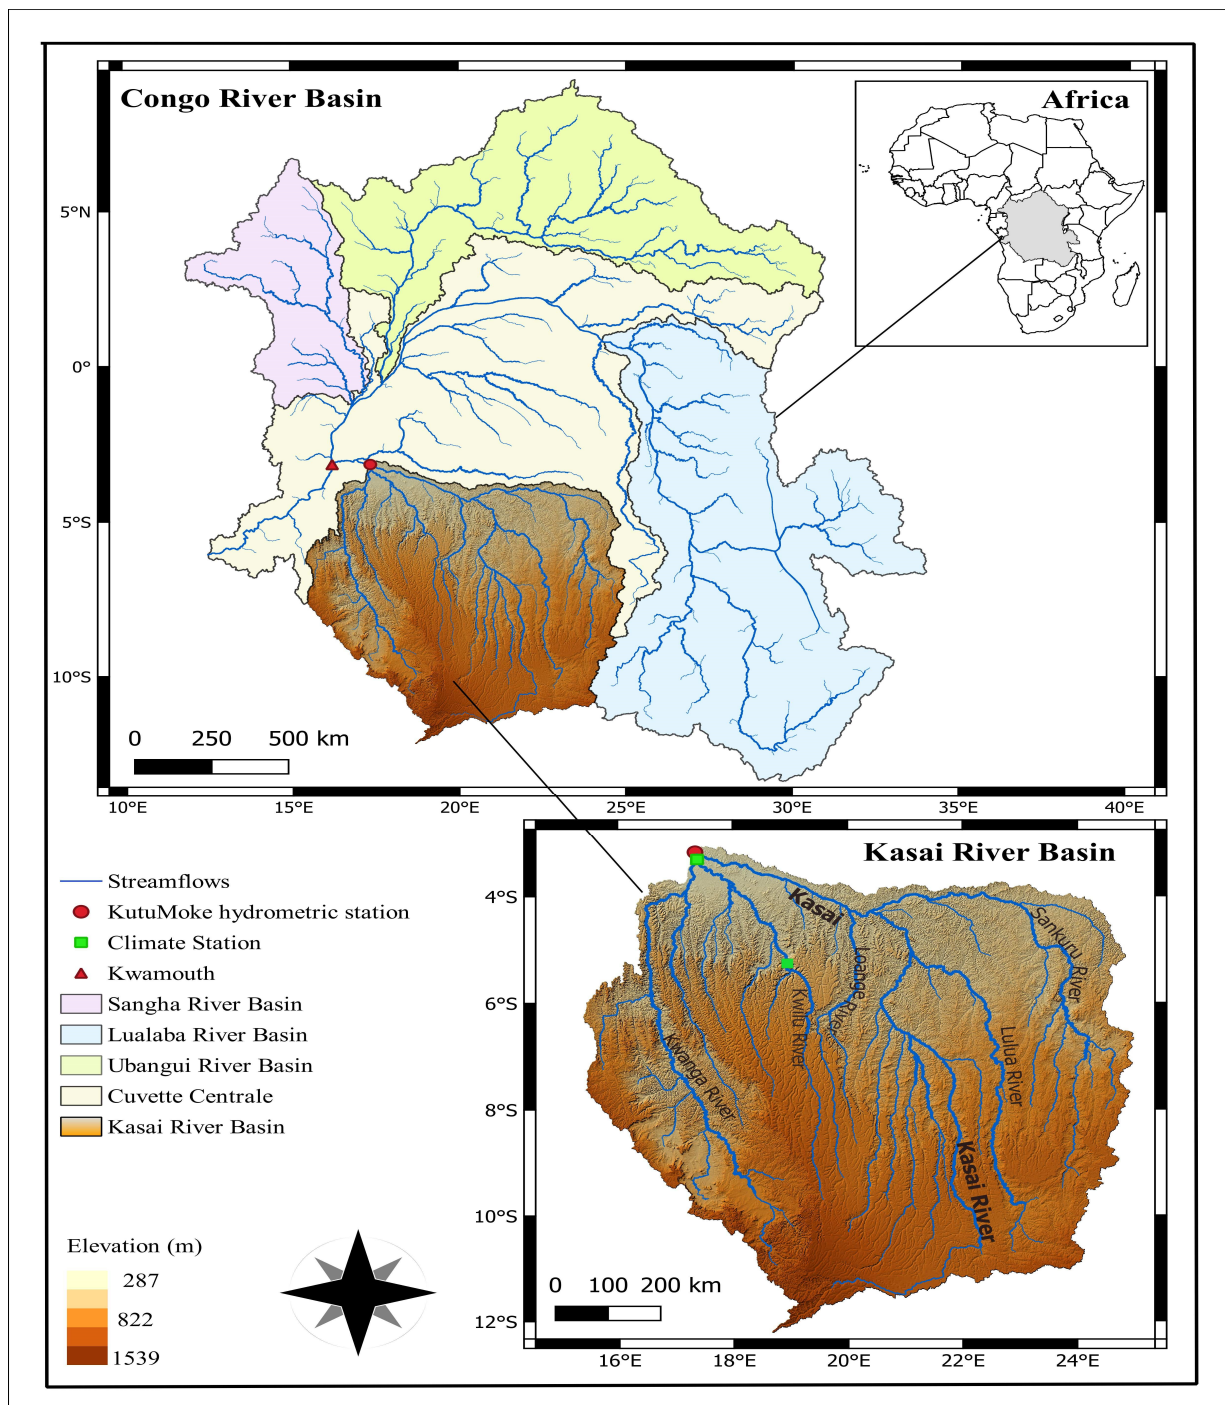 Congo River Basin
Africa
5°N
0°
5°S
10°S
0 250 500 km
10°E 15°E 20°E 25°E 30°E 35°E 40°E
Kasai River Basin
Streamflows
KutuMoke hydrometric station
Climate Station
Kwamouth
Sangha River Basin
Lualaba River Basin
Ubangui River Basin
Cuvette Centrale
Kasai River Basin
Elevation (m)
287
822
1539
4°S
6°S
8°S
10°S
12°S
Kasai
Sankuru River
Loange River
Kwilu River
Lulua River
Kwanga River
Kasai River
0 100 200 km
16°E 18°E 20°E 22°E 24°E